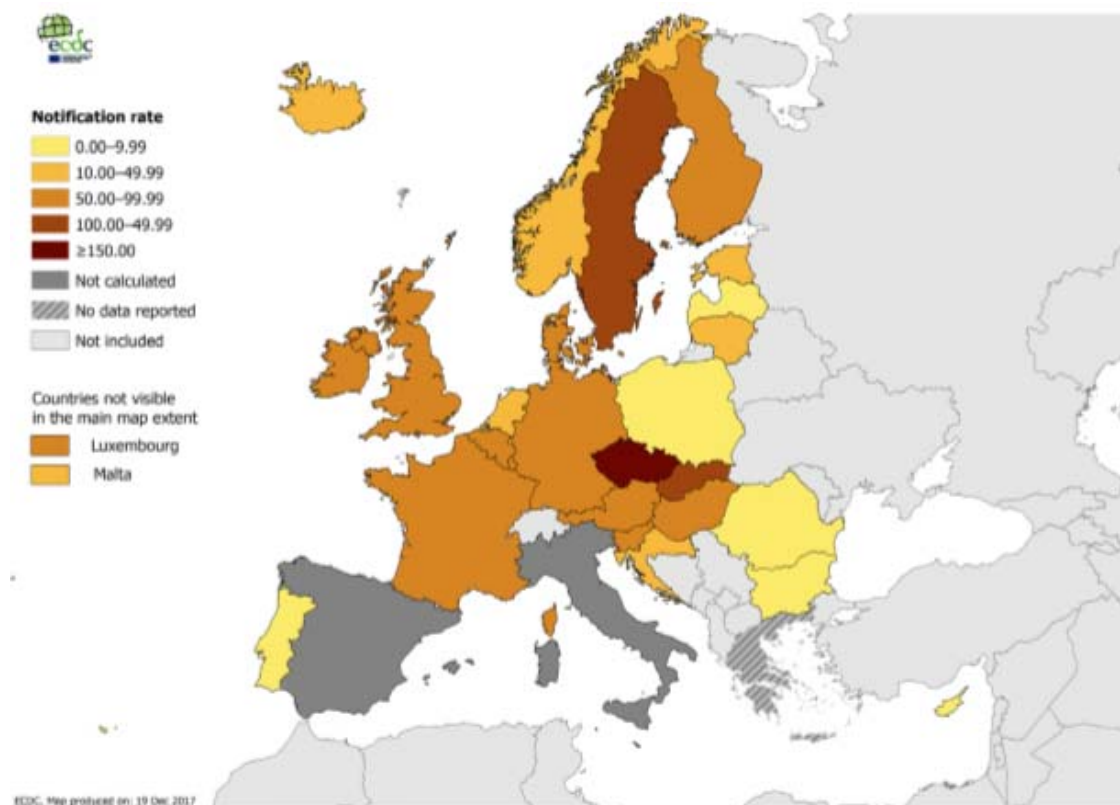 ecdc
Notification rate
0.00–9.99
10.00–49.99
50.00–99.99
100.00–49.99
≥150.00
Not calculated
No data reported
Not included
Countries not visible
in the main map extent
Luxembourg
Malta
ECDC. Map produced on: 19 Dec 2017